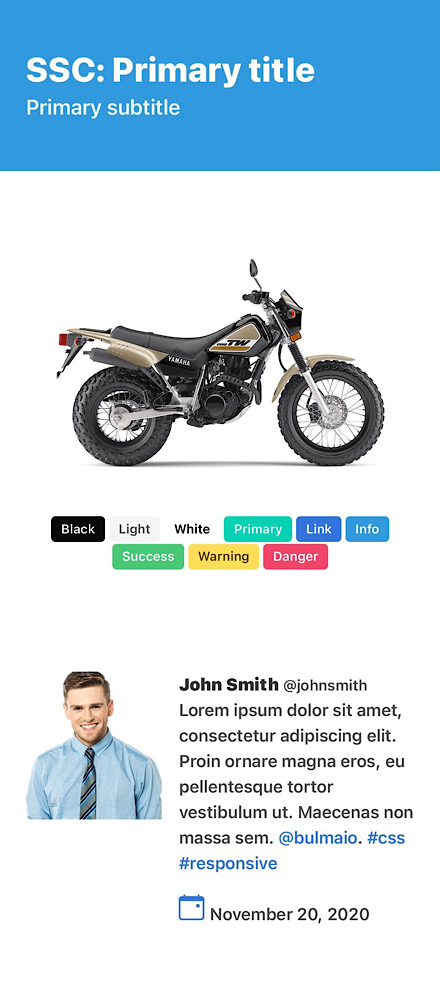 SSC: Primary title
Primary subtitle
YAMAHA
TW
Black Light White Primary Link Info
Success Warning Danger
John Smith @johnsmith
Lorem ipsum dolor sit amet,
consectetur adipiscing elit.
Proin ornare magna eros, eu
pellentesque tortor
vestibulum ut. Maecenas non
massa sem. @bulmaio. #css
#responsive
November 20, 2020